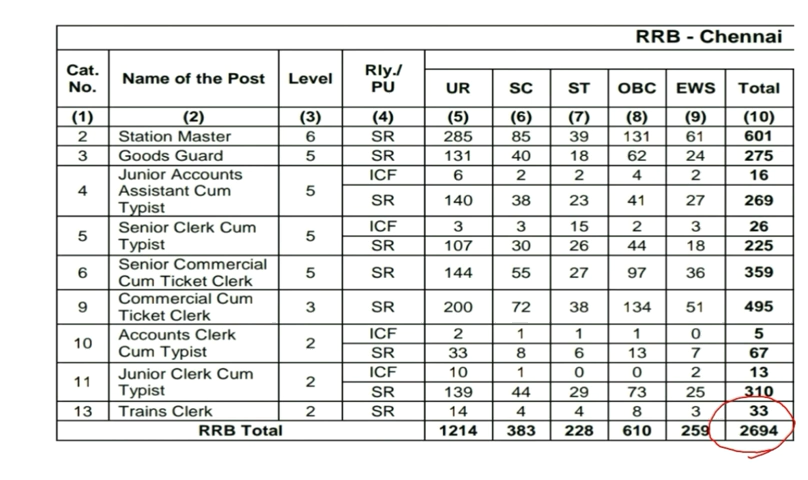 RRB - Chennai
Cat. No. Name of the Post Level Rly./ PU UR SC ST OBC EWS Total
(1) (2) (3) (4) (5) (6) (7) (8) (9) (10)
2 Station Master 6 SR 285 85 39 131 61 601
3 Goods Guard 5 SR 131 40 18 62 24 275
4 Junior Accounts Assistant Cum Typist 5 ICF 6 2 2 4 2 16
SR 140 38 23 41 27 269
5 Senior Clerk Cum Typist 5 ICF 3 3 15 2 3 26
SR 107 30 26 44 18 225
6 Senior Commercial Cum Ticket Clerk 5 SR 144 55 27 97 36 359
9 Commercial Cum Ticket Clerk 3 SR 200 72 38 134 51 495
10 Accounts Clerk Cum Typist 2 ICF 2 1 1 1 0 5
SR 33 8 6 13 7 67
11 Junior Clerk Cum Typist 2 ICF 10 1 0 0 2 13
SR 139 44 29 73 25 310
13 Trains Clerk 2 SR 14 4 4 8 3 33
RRB Total 1214 383 228 610 259 2694